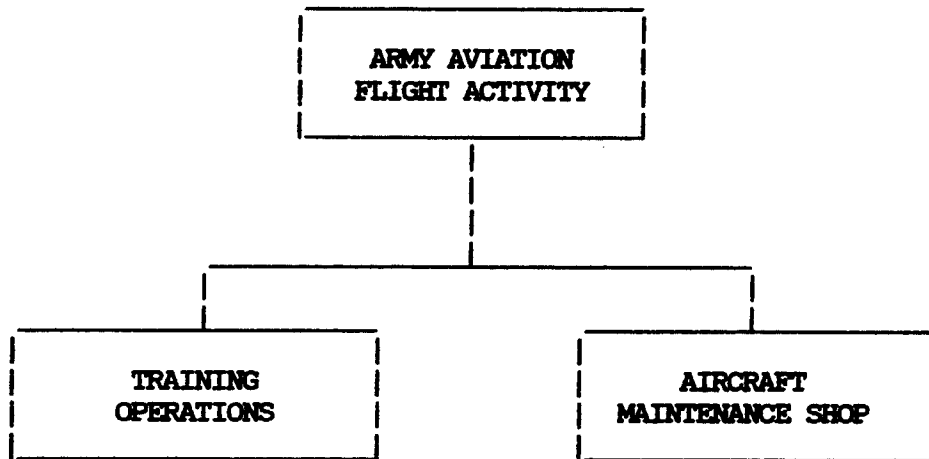 ARMY AVIATION
FLIGHT ACTIVITY
TRAINING
OPERATIONS
AIRCRAFT
MAINTENANCE SHOP